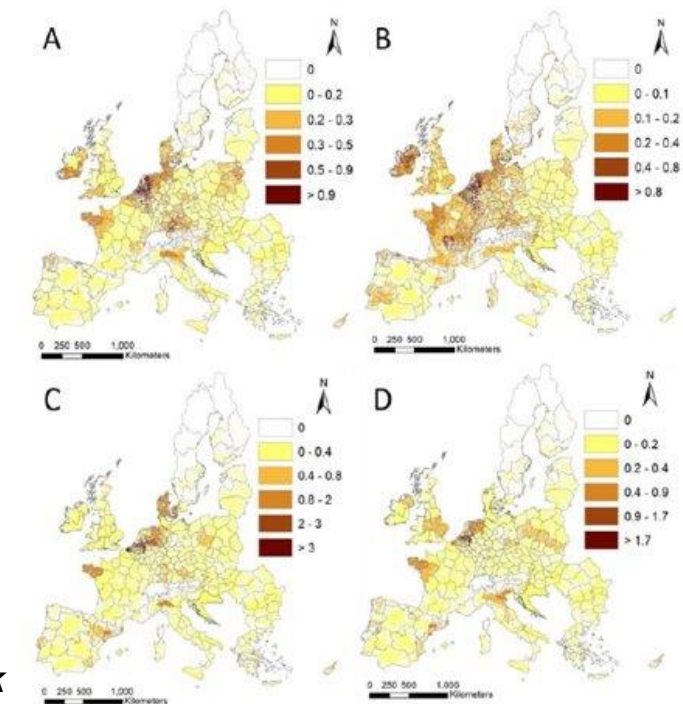 A
N
0
0 - 0.2
0.2 - 0.3
0.3 - 0.5
0.5 - 0.9
> 0.9
0 250 500 1,000
Kilometers
B
N
0
0 - 0.1
0.1 - 0.2
0.2 - 0.4
0.4 - 0.8
> 0.8
0 250 500 1,000
Kilometers
C
N
0
0 - 0.4
0.4 - 0.8
0.8 - 2
2 - 3
> 3
0 250 500 1,000
Kilometers
D
N
0
0 - 0.2
0.2 - 0.4
0.4 - 0.9
0.9 - 1.7
> 1.7
0 250 500 1,000
Kilometers